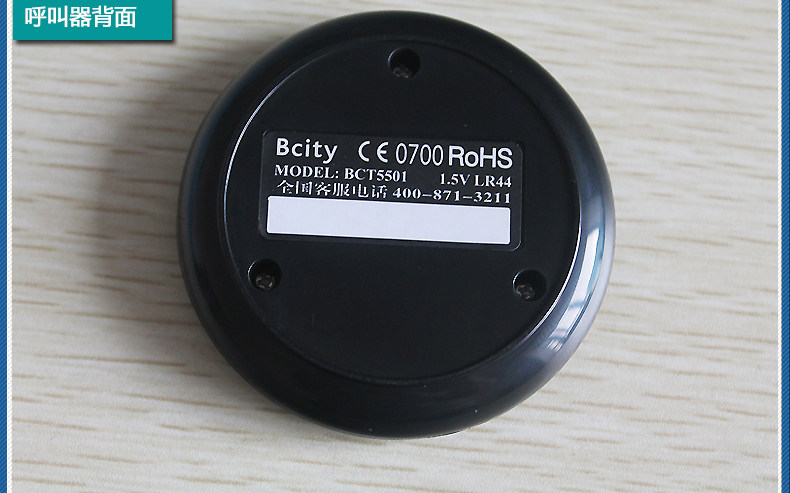 呼叫器背面
Bcity CE 0700 RoHS
MODEL: BCT5501 1.5V LR44
全国客服电话 400-871-3211